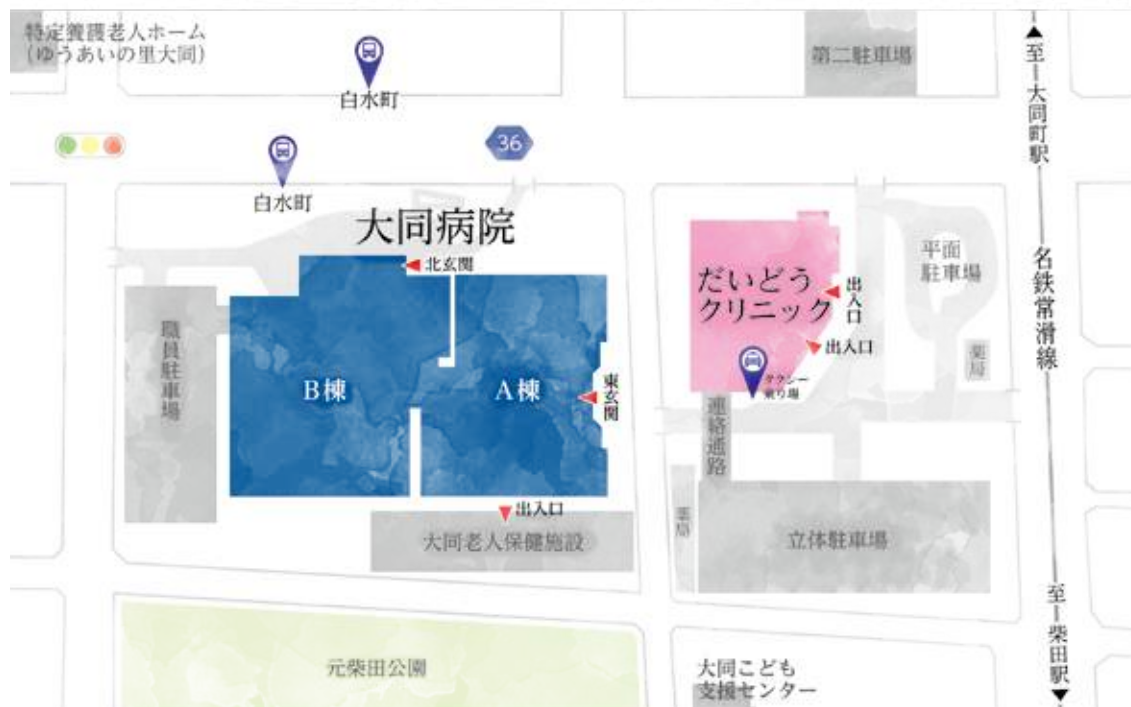 特定養護老人ホーム
(ゆうあいの里大同)
白水町
第二駐車場
至
大同町駅
36
白水町
大同病院
北玄関
だいどう
クリニック
出入口
出入口
平面
駐車場
薬局
名鉄常滑線
職員駐車場
B棟
A棟
東玄関
タクシー
乗り場
連絡通路
出入口
大同老人保健施設
薬局
立体駐車場
至
柴田駅
元柴田公園
大同こども
支援センター